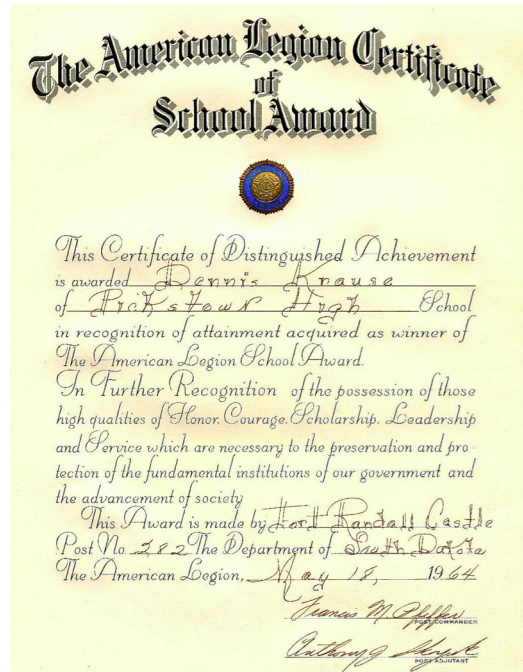 The American Legion Certificate
of
School Award
This Certificate of Distinguished Achievement
is awarded Dennis Krause
of Pickstown High School
in recognition of attainment acquired as winner of
The American Legion School Award.
In Further Recognition of the possession of those
high qualities of Honor, Courage, Scholarship, Leadership
and Service which are necessary to the preservation and pro-
tection of the fundamental institutions of our government and
the advancement of society
This Award is made by Fort Randall Castle
Post No. 282 The Department of South Dakota
The American Legion, May 18, 1964
Francis M. Pfeffer
POST COMMANDER
Anthony J.
POST ADJUTANT